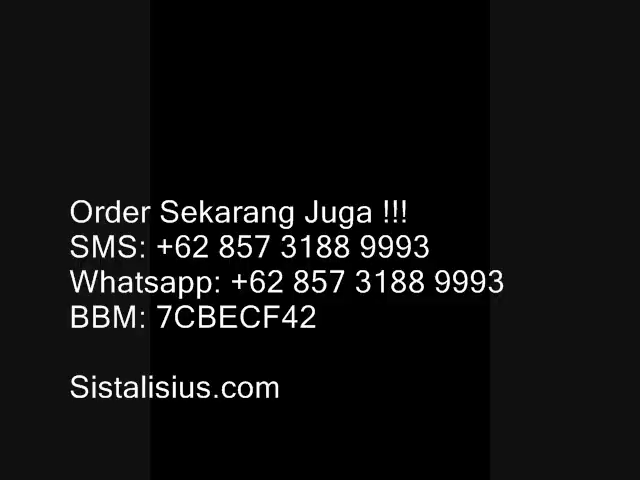 Order Sekarang Juga !!!
SMS: +62 857 3188 9993
Whatsapp: +62 857 3188 9993
BBM: 7CBECF42
Sistalisius.com